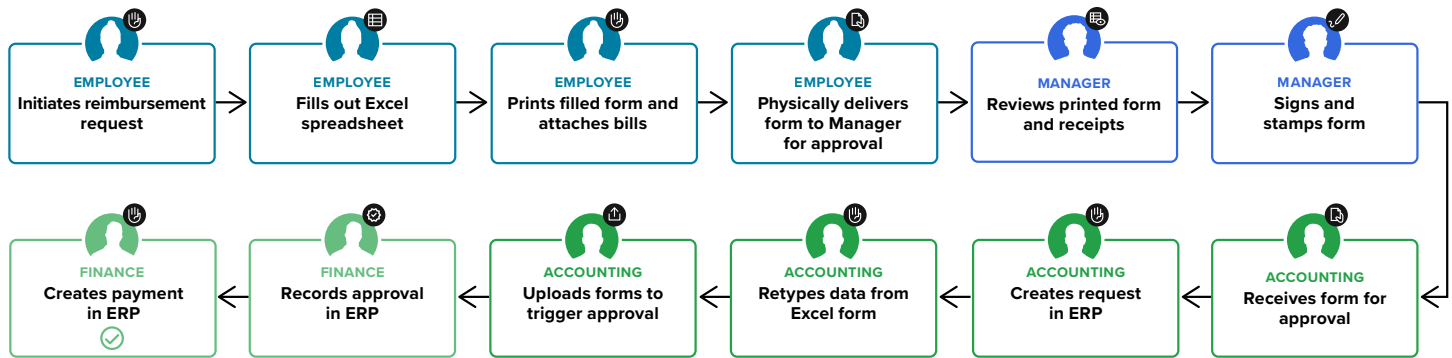 EMPLOYEE
Initiates reimbursement
request
EMPLOYEE
Fills out Excel
spreadsheet
EMPLOYEE
Prints filled form and
attaches bills
EMPLOYEE
Physically delivers
form to Manager
for approval
MANAGER
Reviews printed form
and receipts
MANAGER
Signs and
stamps form
ACCOUNTING
Receives form for
approval
ACCOUNTING
Creates request
in ERP
ACCOUNTING
Retypes data from
Excel form
ACCOUNTING
Uploads forms to
trigger approval
FINANCE
Records approval
in ERP
FINANCE
Creates payment
in ERP